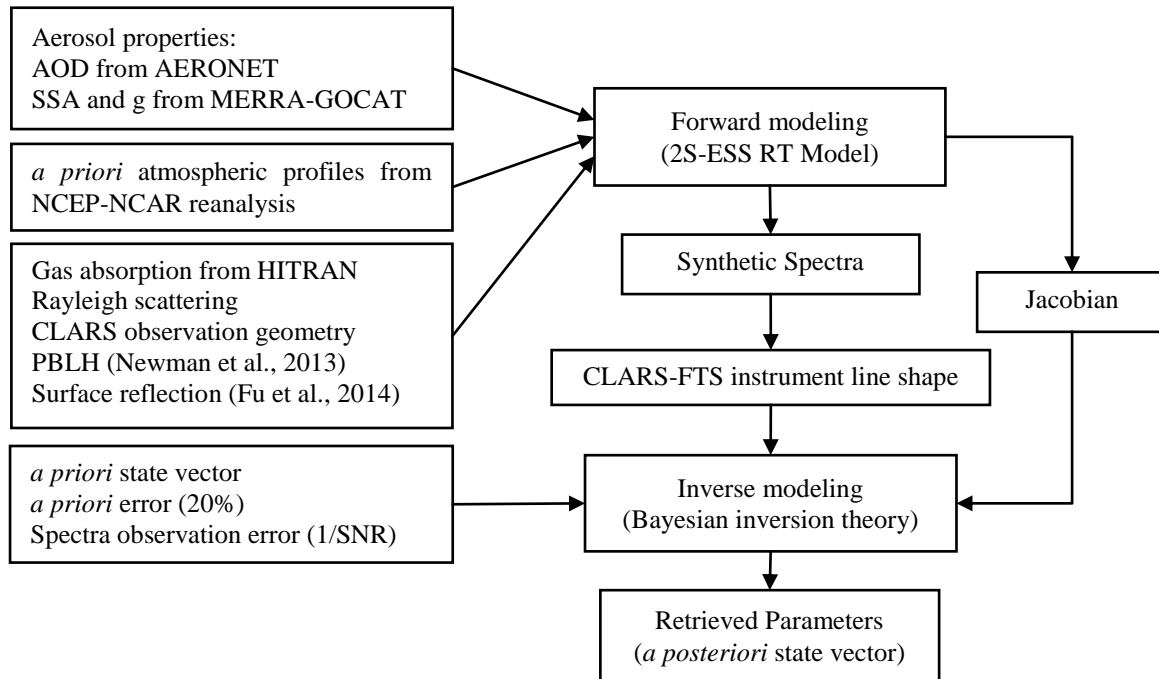 Aerosol properties:
AOD from AERONET
SSA and g from MERRA-GOCAT
a priori atmospheric profiles from
NCEP-NCAR reanalysis
Gas absorption from HITRAN
Rayleigh scattering
CLARS observation geometry
PBLH (Newman et al., 2013)
Surface reflection (Fu et al., 2014)
a priori state vector
a priori error (20%)
Spectra observation error (1/SNR)
Forward modeling
(2S-ESS RT Model)
Synthetic Spectra
Jacobian
CLARS-FTS instrument line shape
Inverse modeling
(Bayesian inversion theory)
Retrieved Parameters
(a posteriori state vector)